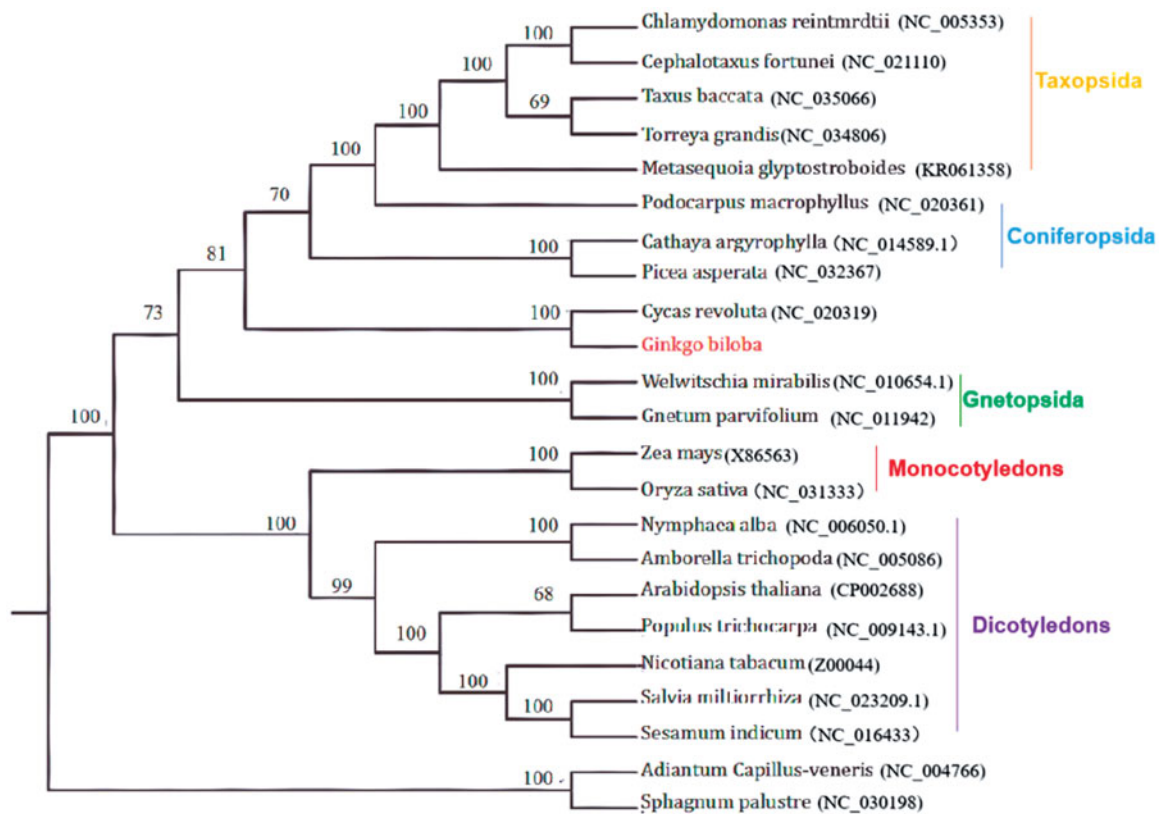 Chlamydomonas reintmrdtii (NC_005353)
100
Cephalotaxus fortunei (NC_021110)
100
Taxopsida
Taxus baccata (NC_035066)
69
100
Torreya grandis(NC_034806)
100
Metasequoia glyptostroboides (KR061358)
70
Podocarpus macrophyllus (NC_020361)
Coniferopsida
100
Cathaya argyrophylla (NC_014589.1)
81
Picea asperata (NC_032367)
73
100
Cycas revoluta (NC_020319)
Ginkgo biloba
100
Welwitschia mirabilis(NC_010654.1)
Gnetopsida
100
Gnetum parvifolium (NC_011942)
100
Zea mays(X86563)
Monocotyledons
Oryza sativa (NC_031333)
100
100
Nymphaea alba (NC_006050.1)
Amborella trichopoda(NC_005086)
99
68
Arabidopsis thaliana (CP002688)
Dicotyledons
100
Populus trichocarpa (NC_009143.1)
Nicotiana tabacum(Z00044)
100
Salvia miltiorrhiza (NC_023209.1)
100
Sesamum indicum (NC_016433)
100
Adiantum Capillus-veneris (NC_004766)
Sphagnum palustre (NC_030198)